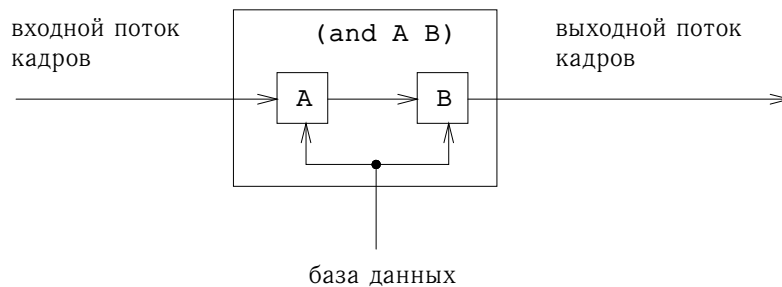 входной поток
кадров
(and A B)
выходной поток
кадров
A
B
база данных